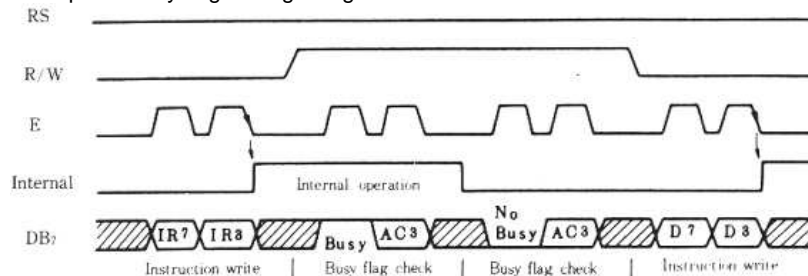 RS
R/W
E
Internal
Internal operation
DB7
IR7 IR3 Busy AC3 No Busy AC3 D7 D3
Instruction write | Busy flag check | Busy flag check | Instruction write